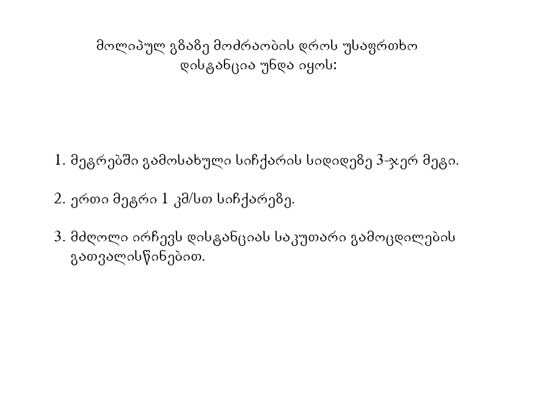 მოლიპულ გზაზე მოძრაობის დროს უსაფრთხო
დისტანცია უნდა იყოს:
1. მეტრებში გამოსახული სიჩქარის სიდიდეზე 3-ჯერ მეტი.
2. ერთი მეტრი 1 კმ/სთ სიჩქარეზე.
3. მძღოლი ირჩევს დისტანციას საკუთარი გამოცდილების
გათვალისწინებით.